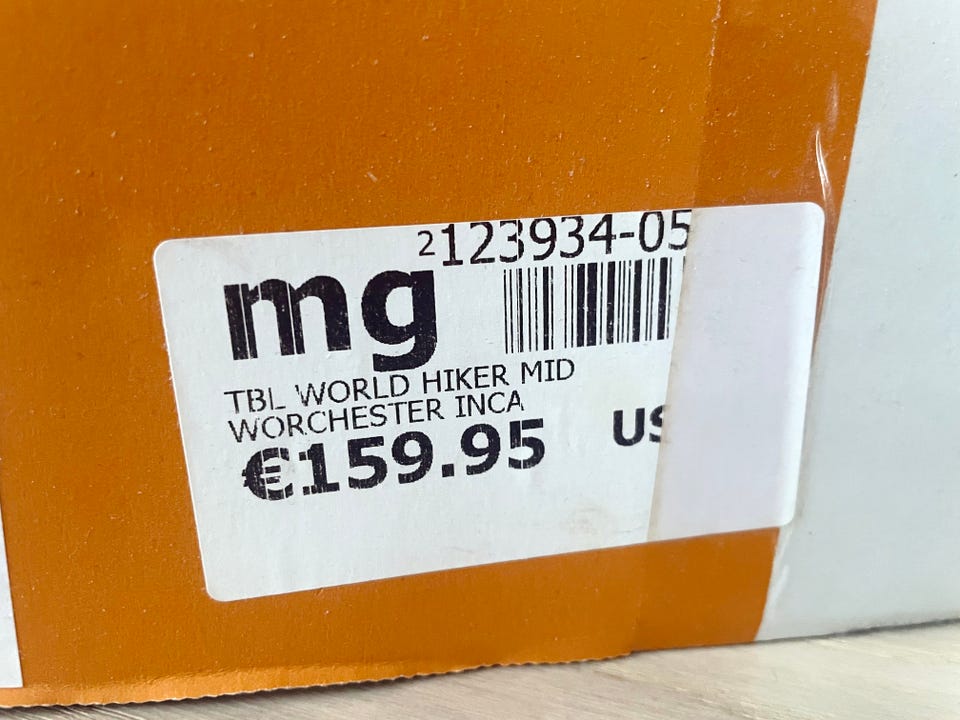 2123934-05
mg
TBL WORLD HIKER MID
WORCHESTER INCA
€159.95 US